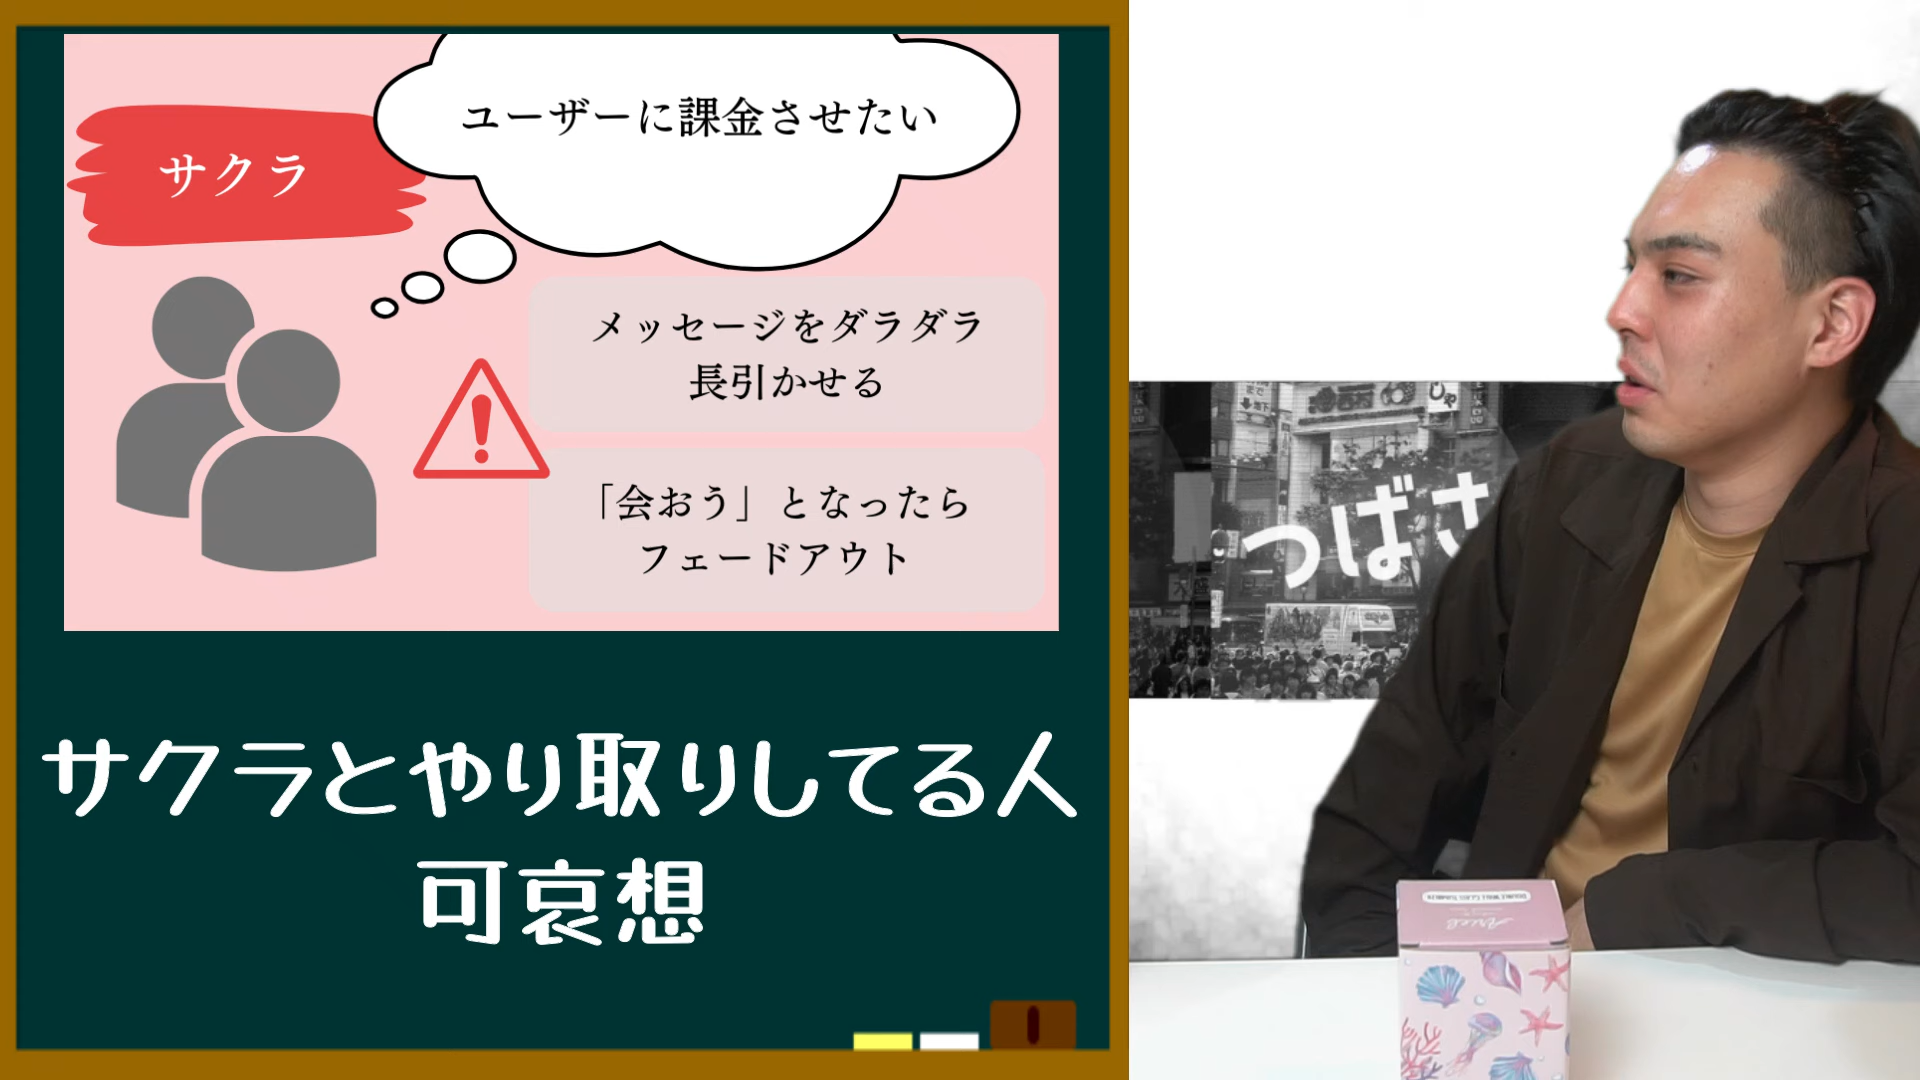 ユーザーに課金させたい
サクラ
メッセージをダラダラ
長引かせる
「会おう」となったら
フェードアウト
サクラとやり取りしてる人
可哀想
つばさ